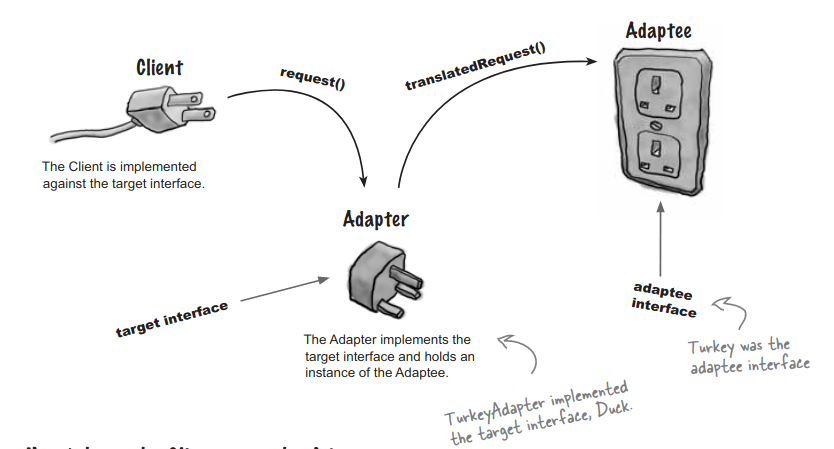 Adaptee
Client
request()
translatedRequest()
The Client is implemented
against the target interface.
Adapter
target interface
adaptee
interface
The Adapter implements the
target interface and holds an
instance of the Adaptee.
Turkey was the
adaptee interface
TurkeyAdapter implemented
the target interface, Duck.